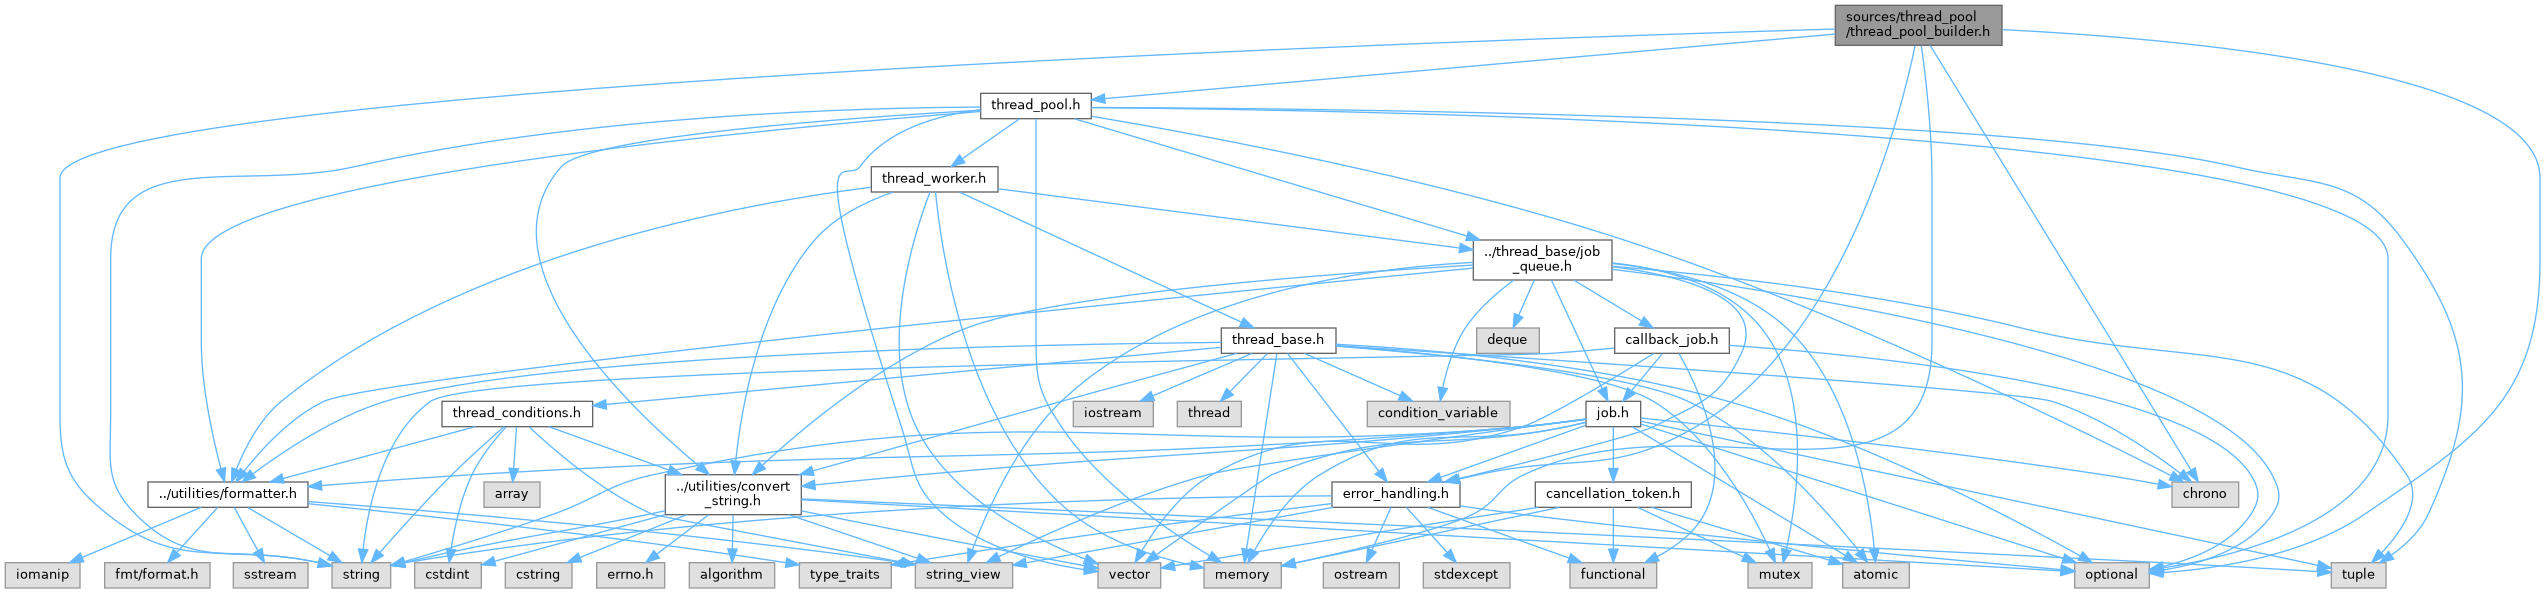 sources/thread_pool
/thread_pool_builder.h
thread_pool.h
thread_worker.h
../thread_base/job
_queue.h
thread_base.h
deque
callback_job.h
thread_conditions.h
iostream
thread
condition_variable
job.h
../utilities/formatter.h
array
../utilities/convert
_string.h
error_handling.h
cancellation_token.h
chrono
iomanip
fmt/format.h
sstream
string
cstdint
cstring
errno.h
algorithm
type_traits
string_view
vector
memory
ostream
stdexcept
functional
mutex
atomic
optional
tuple